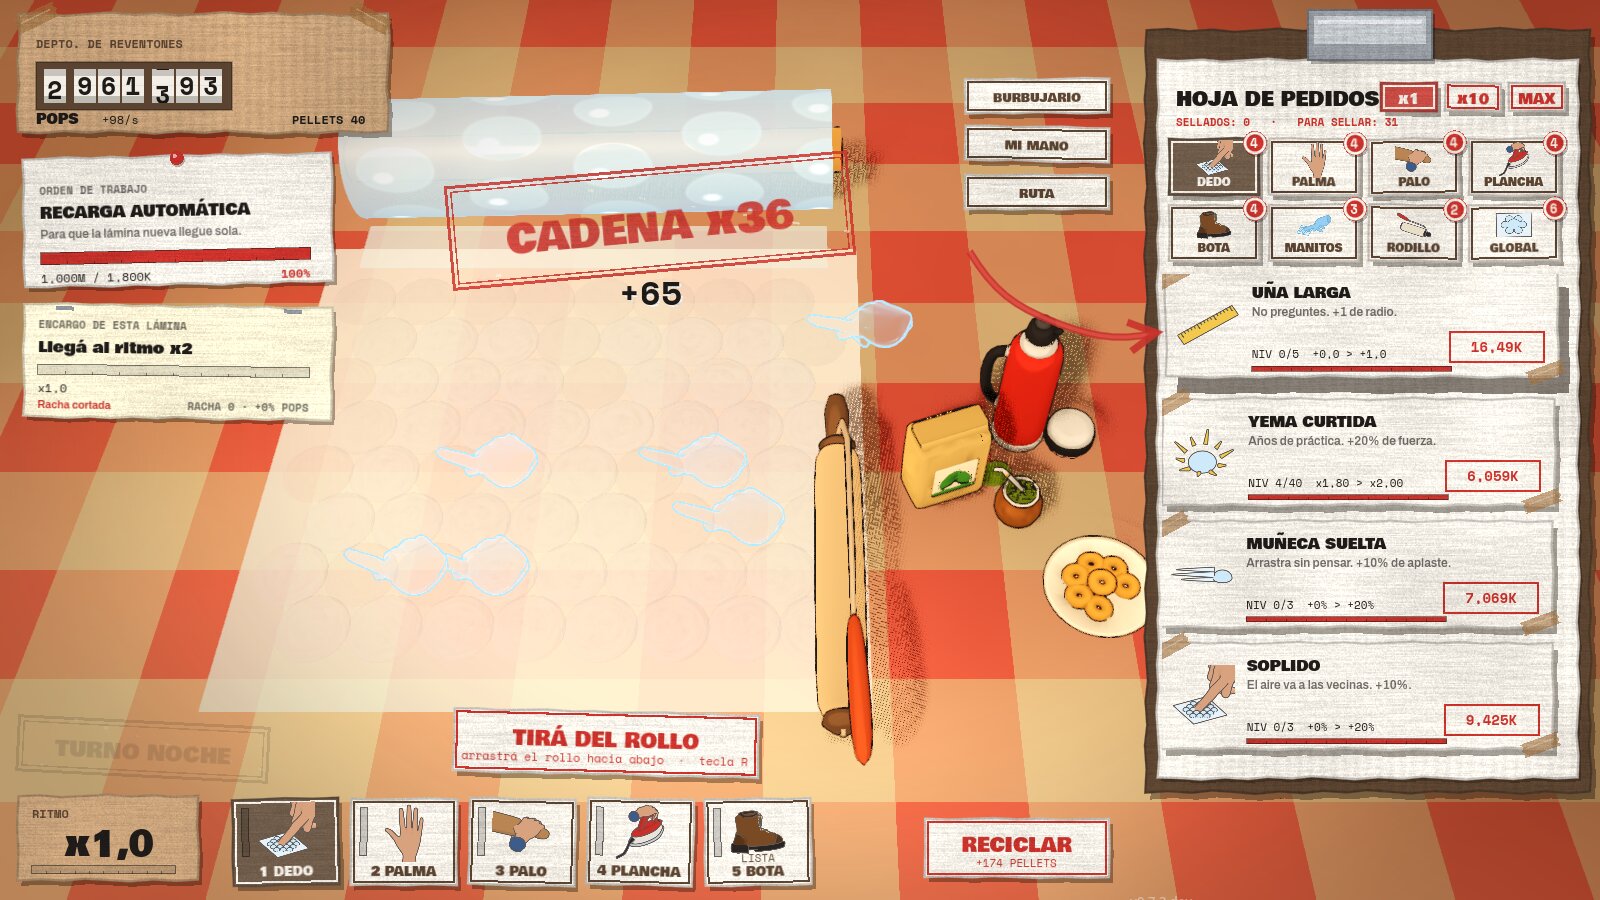 DEPTO. DE REVENTONES
2 961 393
POPS +98/s PELLETS 40
ORDEN DE TRABAJO
RECARGA AUTOMÁTICA
Para que la lámina nueva llegue sola.
1.000M / 1.800K 100%
ENCARGO DE ESTA LÁMINA
Llegá al ritmo x2
x1,0
Racha cortada RACHA 0 · +0% POPS
CADENA x36
+65
BURBUJARIO
MI MANO
RUTA
HOJA DE PEDIDOS x1 x10 MAX
SELLADOS: 0 · PARA SELLAR: 31
4 4 4 4
DEDO PALMA PALO PLANCHA
4 3 2 6
BOTA MANITOS RODILLO GLOBAL
UÑA LARGA
No preguntes. +1 de radio.
NIV 0/5 +0,0 > +1,0 16,49K
YEMA CURTIDA
Años de práctica. +20% de fuerza.
NIV 4/40 x1,80 > x2,00 6,059K
MUÑECA SUELTA
Arrastra sin pensar. +10% de aplaste.
NIV 0/3 +0% > +20% 7,069K
SOPLIDO
El aire va a las vecinas. +10%.
NIV 0/3 +0% > +20% 9,425K
TIRÁ DEL ROLLO
arrastrá el rollo hacia abajo · tecla R
TURNO NOCHE
RITMO
x1,0
1 DEDO 2 PALMA 3 PALO 4 PLANCHA LISTA
5 BOTA
RECICLAR
+174 PELLETS